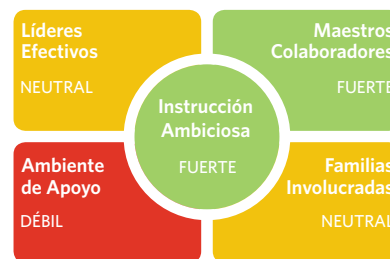 Líderes
Efectivos
NEUTRAL
Maestros
Colaboradores
FUERTE
Instrucción
Ambiciosa
FUERTE
Ambiente
de Apoyo
DÉBIL
Familias
Involucradas
NEUTRAL